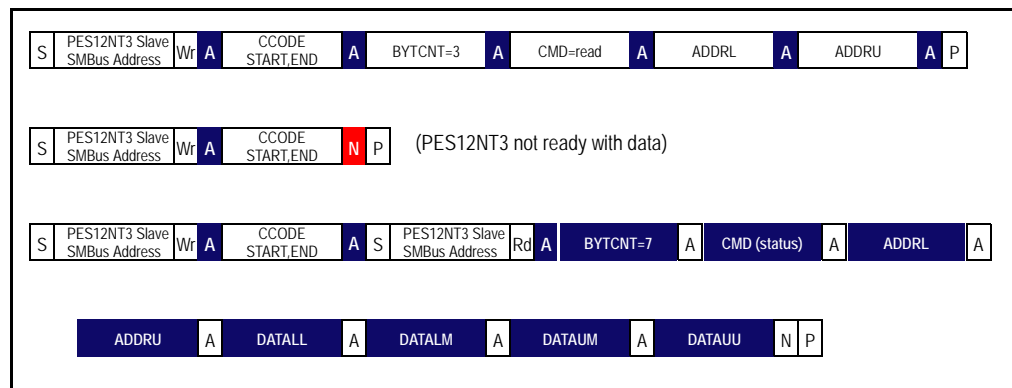 S PES12NT3 Slave SMBus Address Wr A CCODE START,END A BYTCNT=3 A CMD=read A ADDRL A ADDRU A P
S PES12NT3 Slave SMBus Address Wr A CCODE START,END N P (PES12NT3 not ready with data)
S PES12NT3 Slave SMBus Address Wr A CCODE START,END A S PES12NT3 Slave SMBus Address Rd A BYTCNT=7 A CMD (status) A ADDRL A
ADDRU A DATALL A DATALM A DATAUM A DATAUU N P